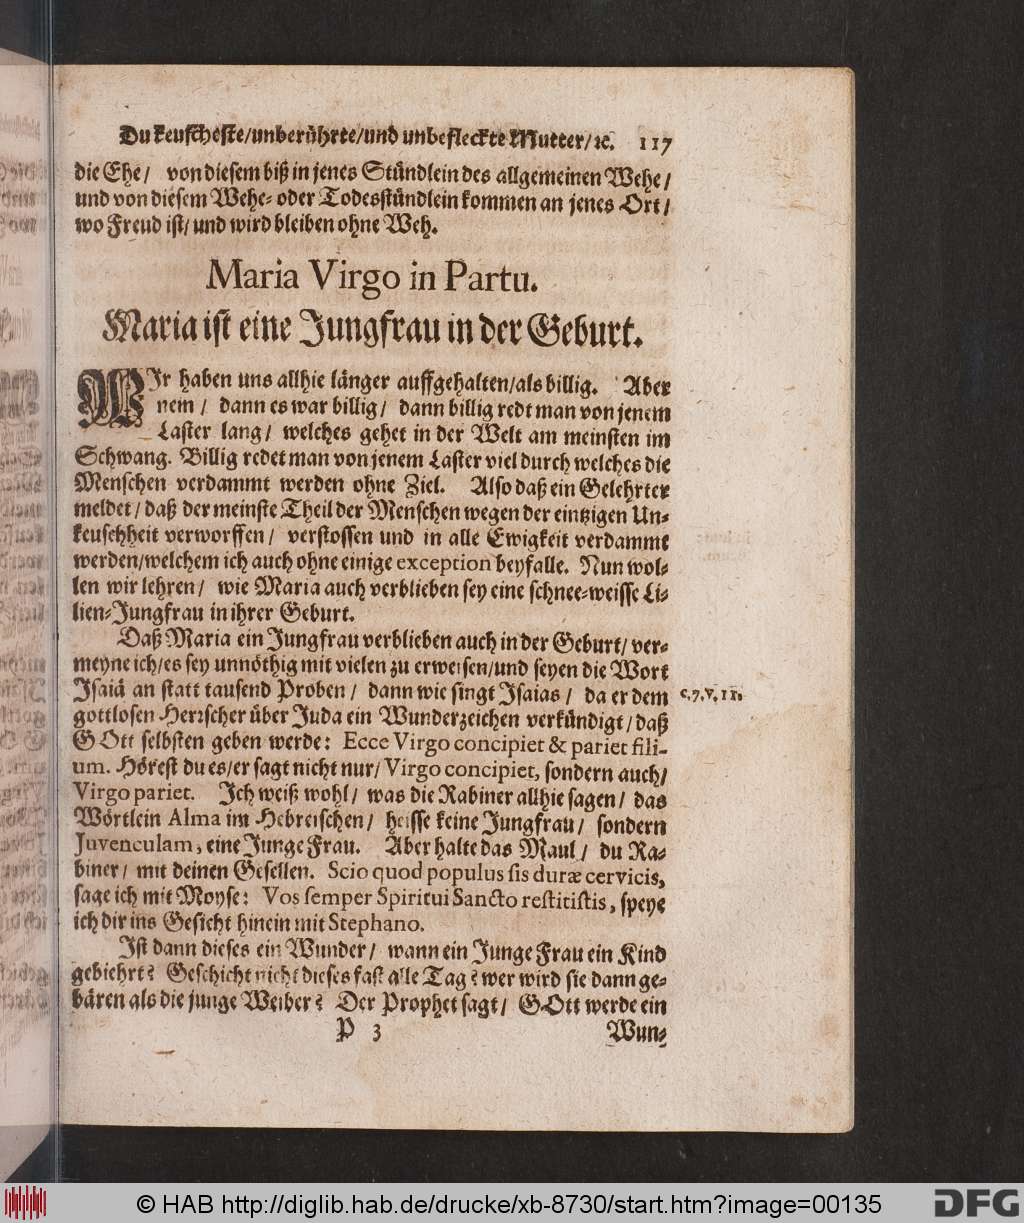 Du keuscheste/unberührte/und unbefleckte Mutter/ꝛc. 117
die Ehe/ von diesem biß in jenes Stündlein des allgemeinen Wehe/
und von diesem Wehe- oder Todesstündlein kommen an jenes Ort/
wo Freud ist/ und wird bleiben ohne Weh.
Maria Virgo in Partu.
Maria ist eine Jungfrau in der Geburt.
WIr haben uns allhie länger auffgehalten/als billig. Aber
nein / dann es war billig/ dann billig redt man von jenem
Laster lang/ welches gehet in der Welt am meinsten im
Schwang. Billig redet man von jenem Laster viel durch welches die
Menschen verdammt werden ohne Ziel. Also daß ein Gelehrter
meldet/ daß der meinste Theil der Menschen wegen der eintzigen Un-
keuschheit verworffen/ verstossen und in alle Ewigkeit verdammt
werden/welchem ich auch ohne einige exception beyfalle. Nun wol-
len wir lehren/ wie Maria auch verblieben sey eine schnee-weisse Li-
lien-Jungfrau in ihrer Geburt.
Daß Maria ein Jungfrau verblieben auch in der Geburt/ ver-
meyne ich/es sey unnöthig mit vielen zu erweisen/und seyen die Wort
Isaiä an statt tausend Proben/ dann wie singt Isaias/ da er dem
c. 7. v. 11.
gottlosen Herrscher über Juda ein Wunderzeichen verkündigt/ daß
GOtt selbsten geben werde: Ecce Virgo concipiet & pariet fili-
um. Hörest du es/er sagt nicht nur/ Virgo concipiet, sondern auch/
Virgo pariet. Ich weiß wohl/ was die Rabiner allhie sagen/ das
Wörtlein Alma im Hebreischen/ heisse keine Jungfrau/ sondern
Juvenculam, eine Junge Frau. Aber halte das Maul/ du Ra-
biner/ mit deinen Gesellen. Scio quod populus sis duræ cervicis,
sage ich mit Moyse: Vos semper Spiritui Sancto restitistis, speye
ich dir ins Gesicht hinein mit Stephano.
Ist dann dieses ein Wunder/ wann ein Junge Frau ein Kind
gebiehrt? Geschicht nicht dieses fast alle Tag? wer wird sie dann ge-
bären als die junge Weiber? Der Prophet sagt/ GOtt werde ein
P 3 Wun-
© HAB http://diglib.hab.de/drucke/xb-8730/start.htm?image=00135
DFG